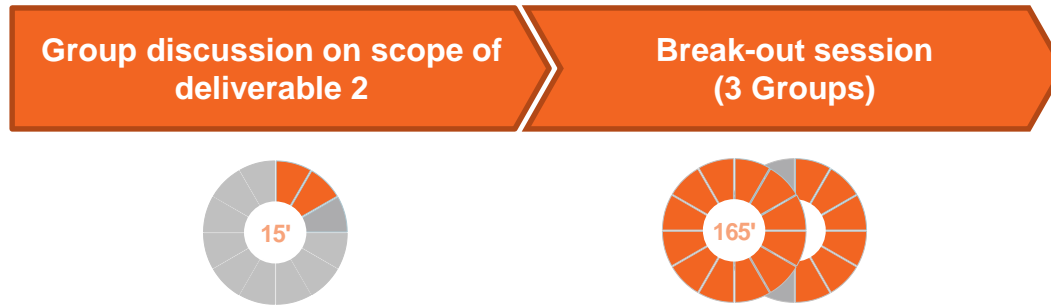 Group discussion on scope of
deliverable 2
Break-out session
(3 Groups)
15'
165'